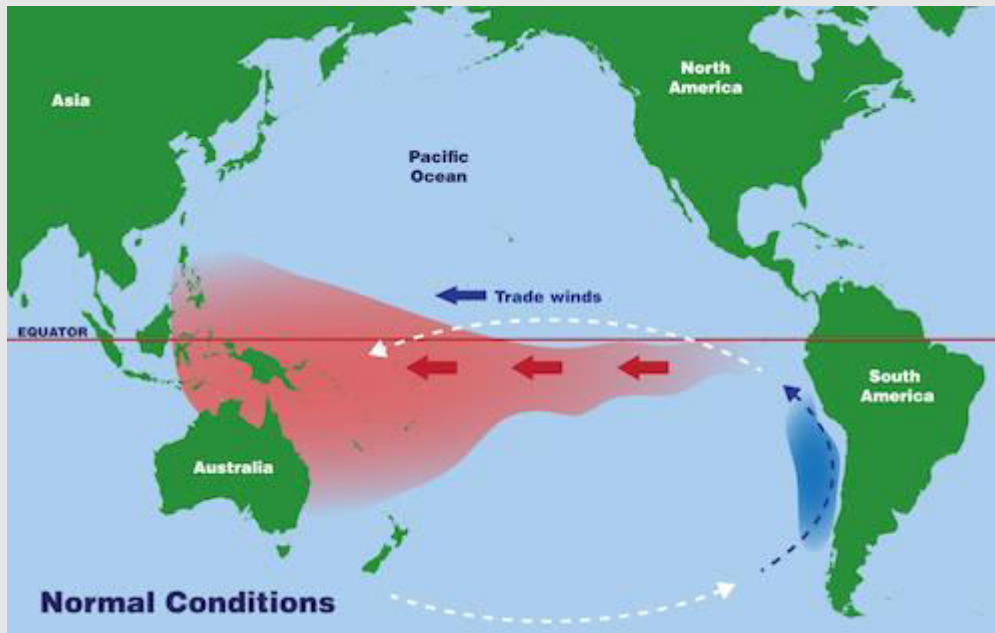 Asia
North
America
Pacific
Ocean
Trade winds
EQUATOR
South
America
Australia
Normal Conditions